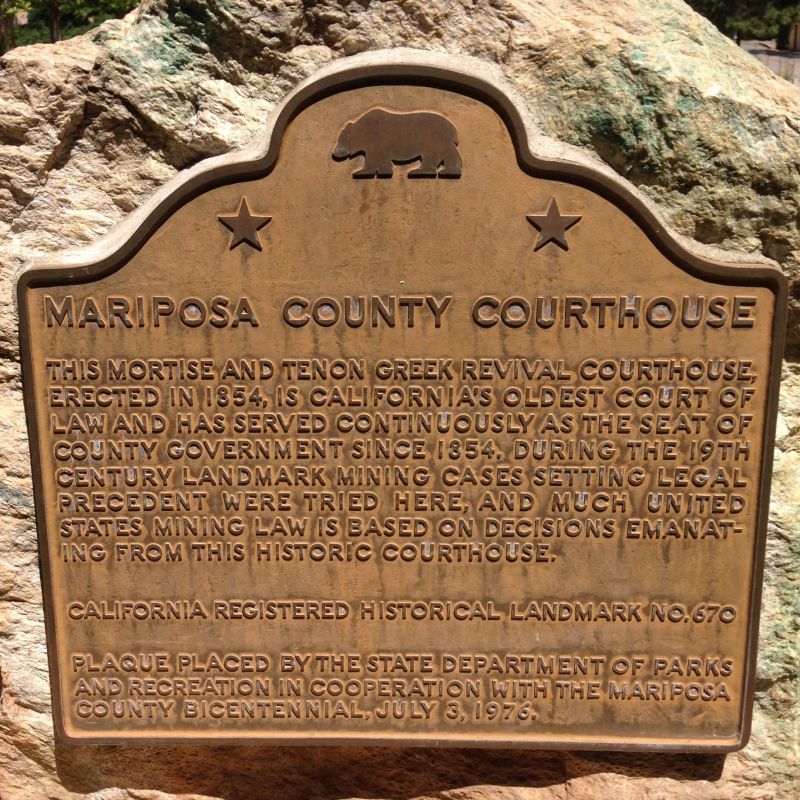 MARIPOSA COUNTY COURTHOUSE
THIS MORTISE AND TENON GREEK REVIVAL COURTHOUSE,
ERECTED IN 1854, IS CALIFORNIA'S OLDEST COURT OF
LAW AND HAS SERVED CONTINUOUSLY AS THE SEAT OF
COUNTY GOVERNMENT SINCE 1854. DURING THE 19TH
CENTURY LANDMARK MINING CASES SETTING LEGAL
PRECEDENT WERE TRIED HERE, AND MUCH UNITED
STATES MINING LAW IS BASED ON DECISIONS EMANAT-
ING FROM THIS HISTORIC COURTHOUSE.
CALIFORNIA REGISTERED HISTORICAL LANDMARK NO. 670
PLAQUE PLACED BY THE STATE DEPARTMENT OF PARKS
AND RECREATION IN COOPERATION WITH THE MARIPOSA
COUNTY BICENTENNIAL, JULY 3, 1976.